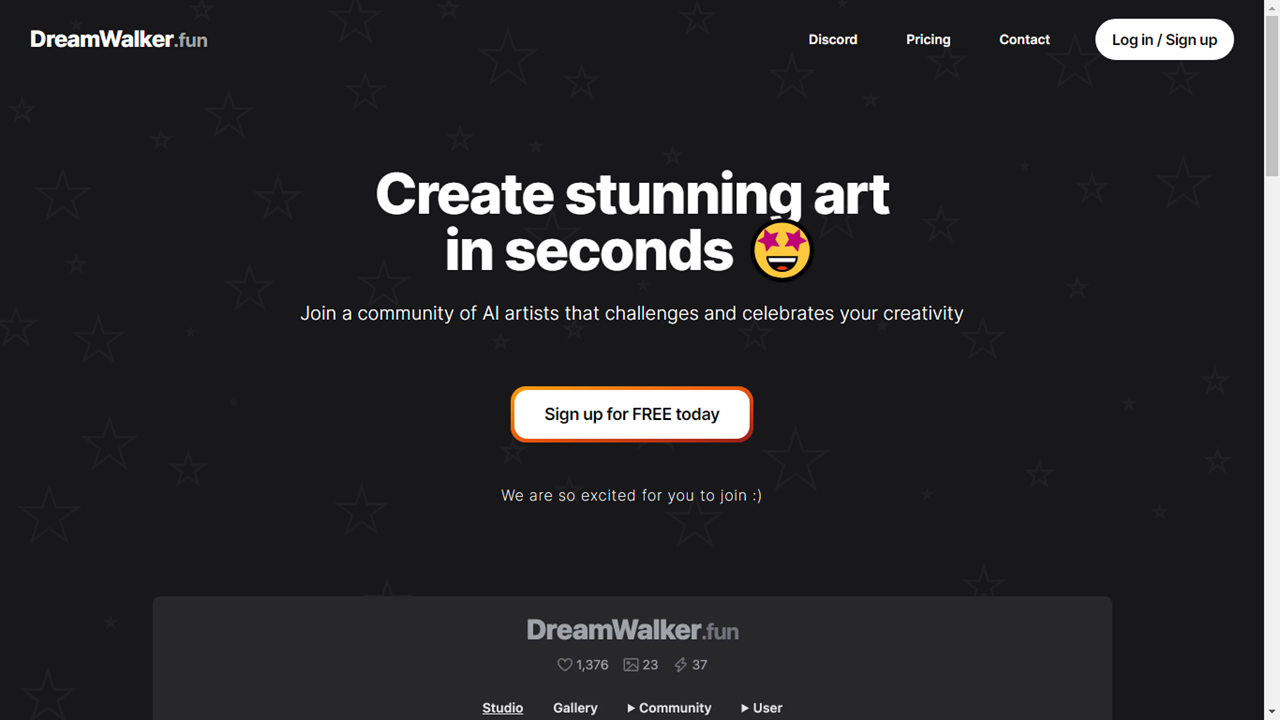 DreamWalker.fun
Discord
Pricing
Contact
Log in / Sign up
Create stunning art
in seconds
Join a community of AI artists that challenges and celebrates your creativity
Sign up for FREE today
We are so excited for you to join :)
DreamWalker.fun
1,376 23 37
Studio Gallery Community User